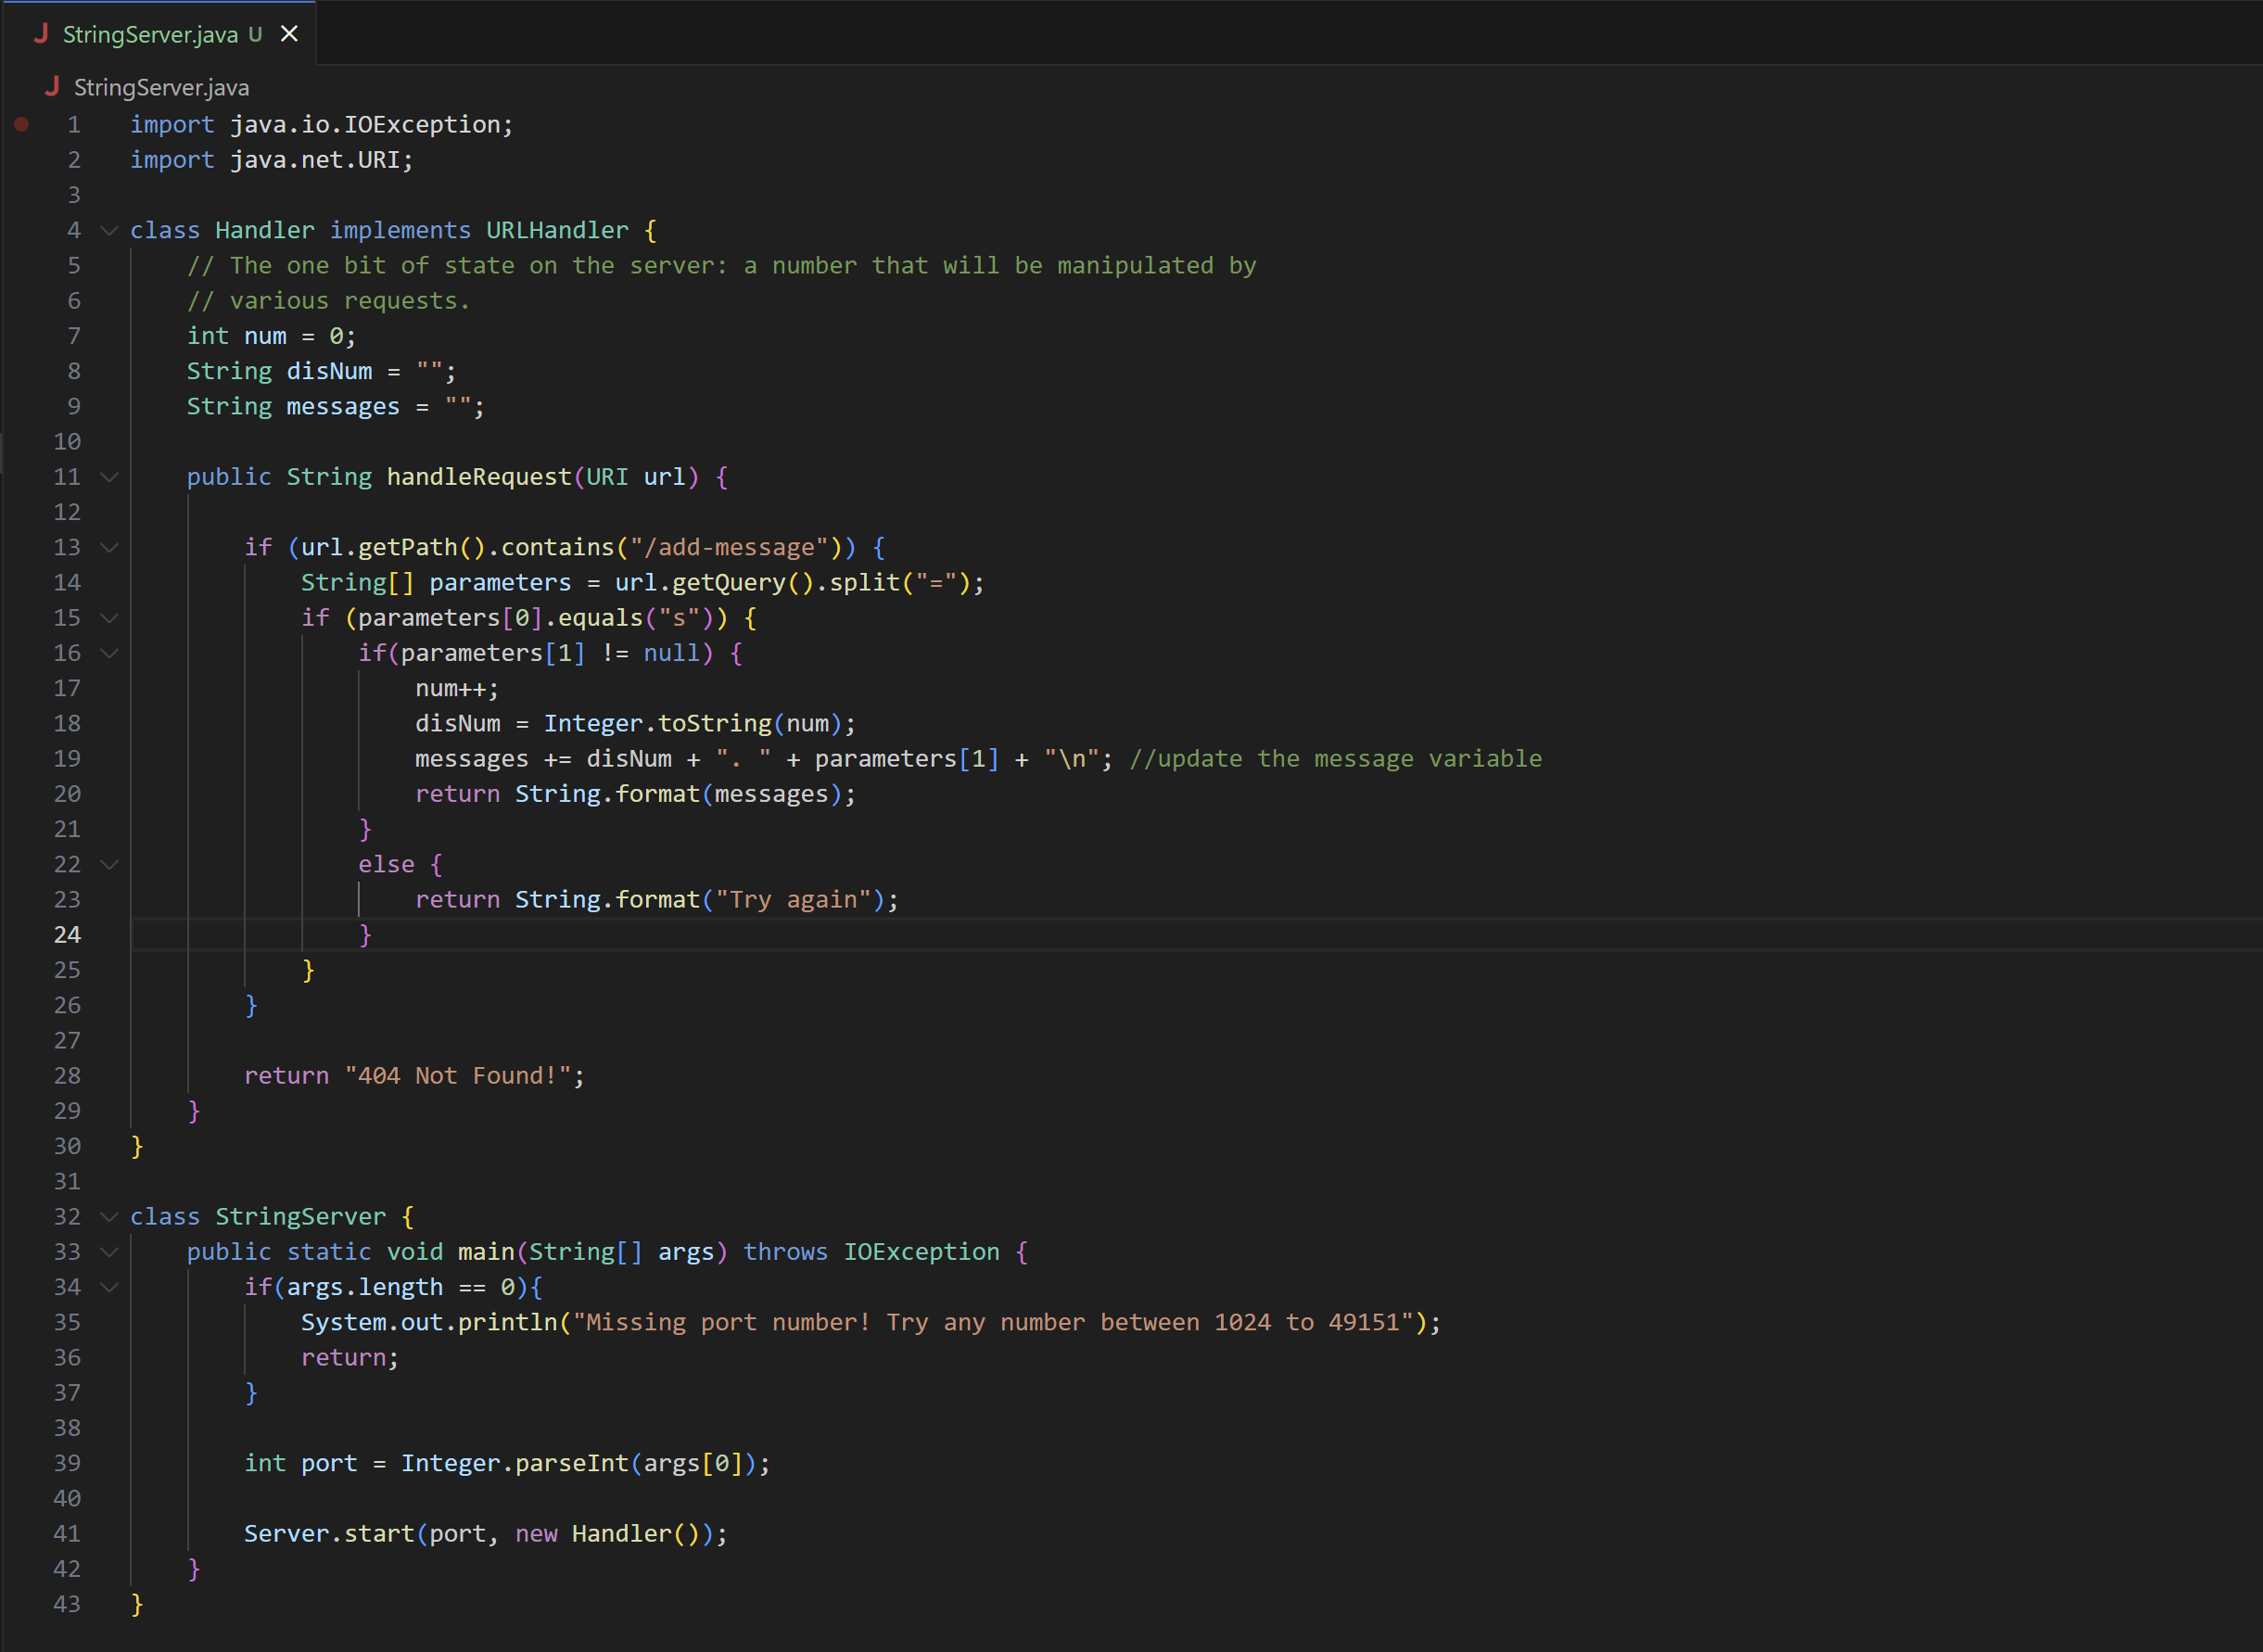 StringServer.java U
StringServer.java
1 import java.io.IOException;
2 import java.net.URI;
3
4 class Handler implements URLHandler {
5     // The one bit of state on the server: a number that will be manipulated by
6     // various requests.
7     int num = 0;
8     String disNum = "";
9     String messages = "";
10
11     public String handleRequest(URI url) {
12
13         if (url.getPath().contains("/add-message")) {
14             String[] parameters = url.getQuery().split("=");
15             if (parameters[0].equals("s")) {
16                 if(parameters[1] != null) {
17                     num++;
18                     disNum = Integer.toString(num);
19                     messages += disNum + ". " + parameters[1] + "\n"; //update the message variable
20                     return String.format(messages);
21                 }
22                 else {
23                     return String.format("Try again");
24                 }
25             }
26         }
27
28         return "404 Not Found!";
29     }
30 }
31
32 class StringServer {
33     public static void main(String[] args) throws IOException {
34         if(args.length == 0){
35             System.out.println("Missing port number! Try any number between 1024 to 49151");
36             return;
37         }
38
39         int port = Integer.parseInt(args[0]);
40
41         Server.start(port, new Handler());
42     }
43 }